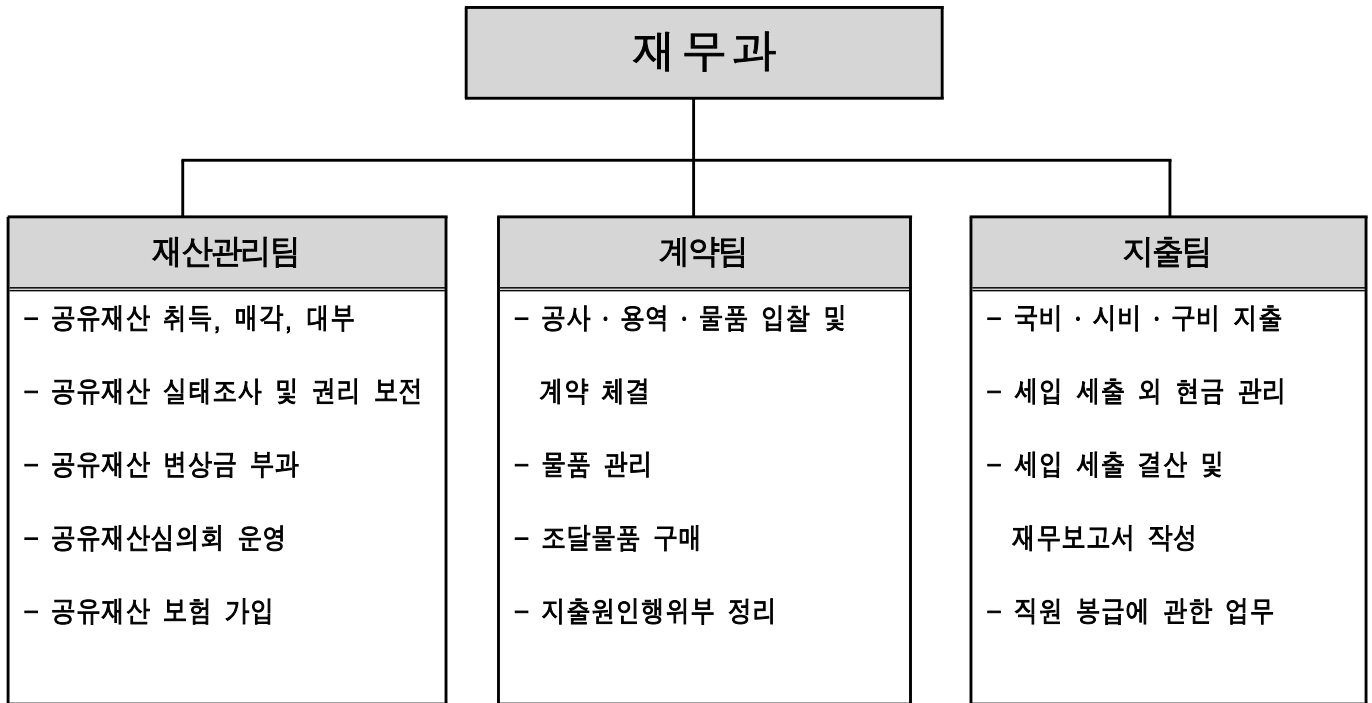 재무과
재산관리팀
- 공유재산 취득, 매각, 대부
- 공유재산 실태조사 및 권리 보전
- 공유재산 변상금 부과
- 공유재산심의회 운영
- 공유재산 보험 가입
계약팀
- 공사 · 용역 · 물품 입찰 및
계약 체결
- 물품 관리
- 조달물품 구매
- 지출원인행위부 정리
지출팀
- 국비 · 시비 · 구비 지출
- 세입 세출 외 현금 관리
- 세입 세출 결산 및
재무보고서 작성
- 직원 봉급에 관한 업무